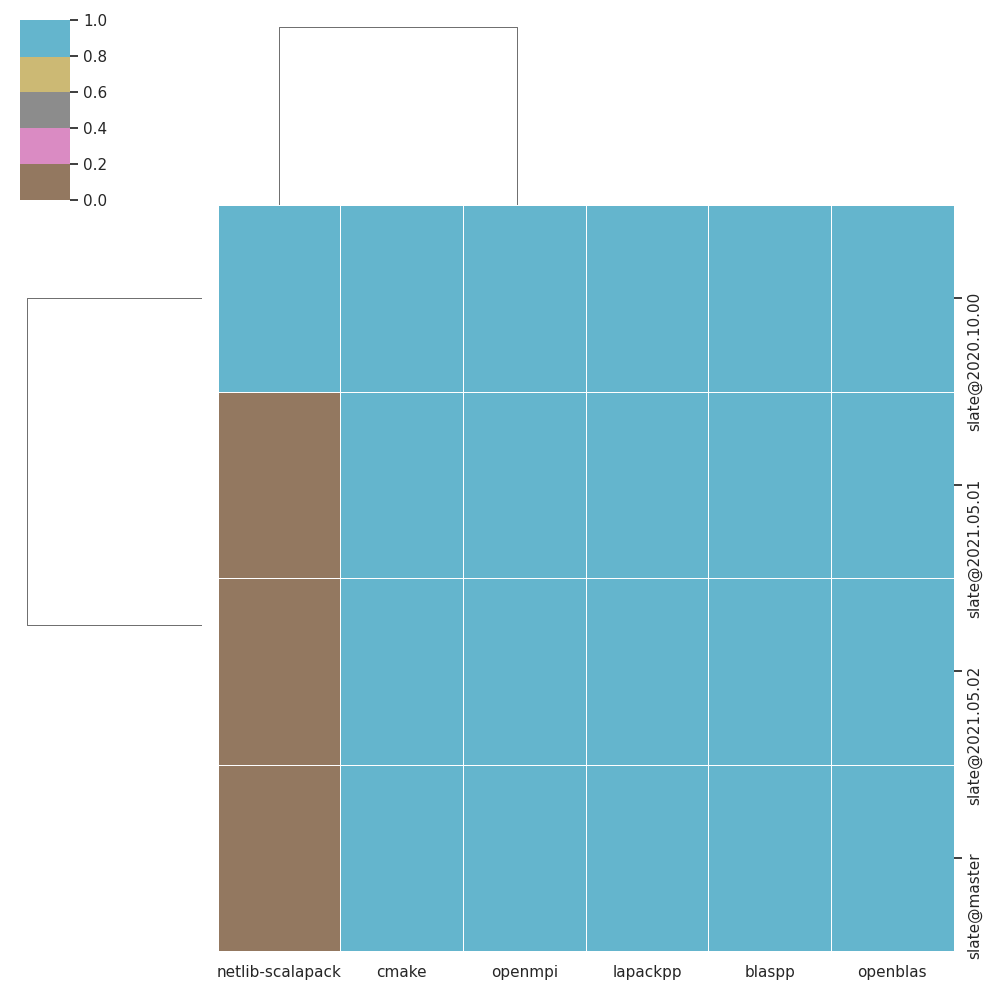 1.0
0.8
0.6
0.4
0.2
0.0
slate@2020.10.00
slate@2021.05.01
slate@2021.05.02
slate@master
netlib-scalapack
cmake
openmpi
lapackpp
blaspp
openblas